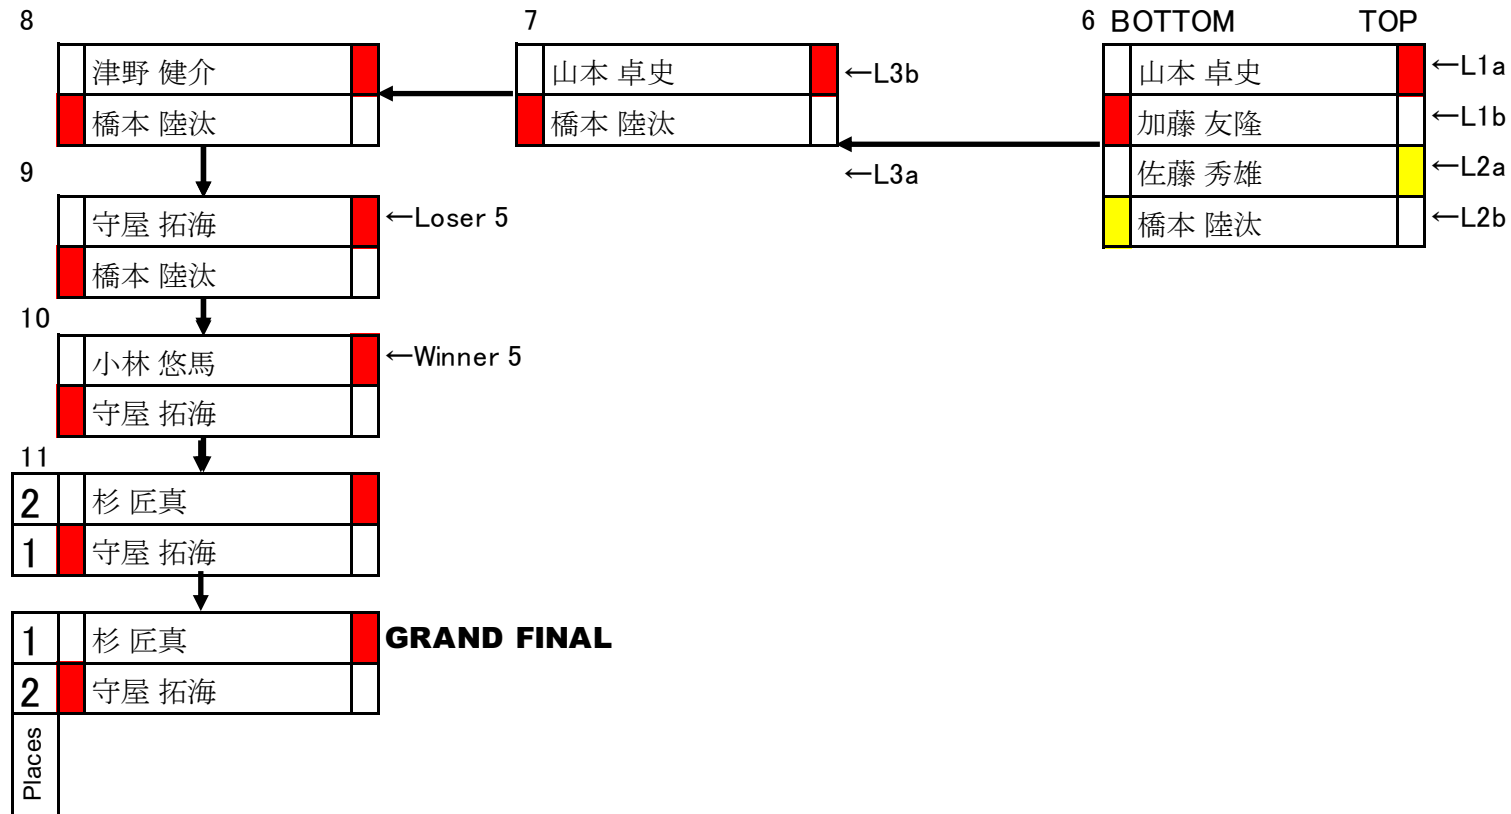 8 7 6 BOTTOM TOP
津野 健介 山本 卓史 ←L3b 山本 卓史 ←L1a
橋本 陸汰 橋本 陸汰 加藤 友隆 ←L1b
9 ←L3a 佐藤 秀雄 ←L2a
守屋 拓海 ←Loser 5 橋本 陸汰 ←L2b
橋本 陸汰
10
小林 悠馬 ←Winner 5
守屋 拓海
11
2 杉 匠真
1 守屋 拓海
1 杉 匠真 GRAND FINAL
2 守屋 拓海
Places